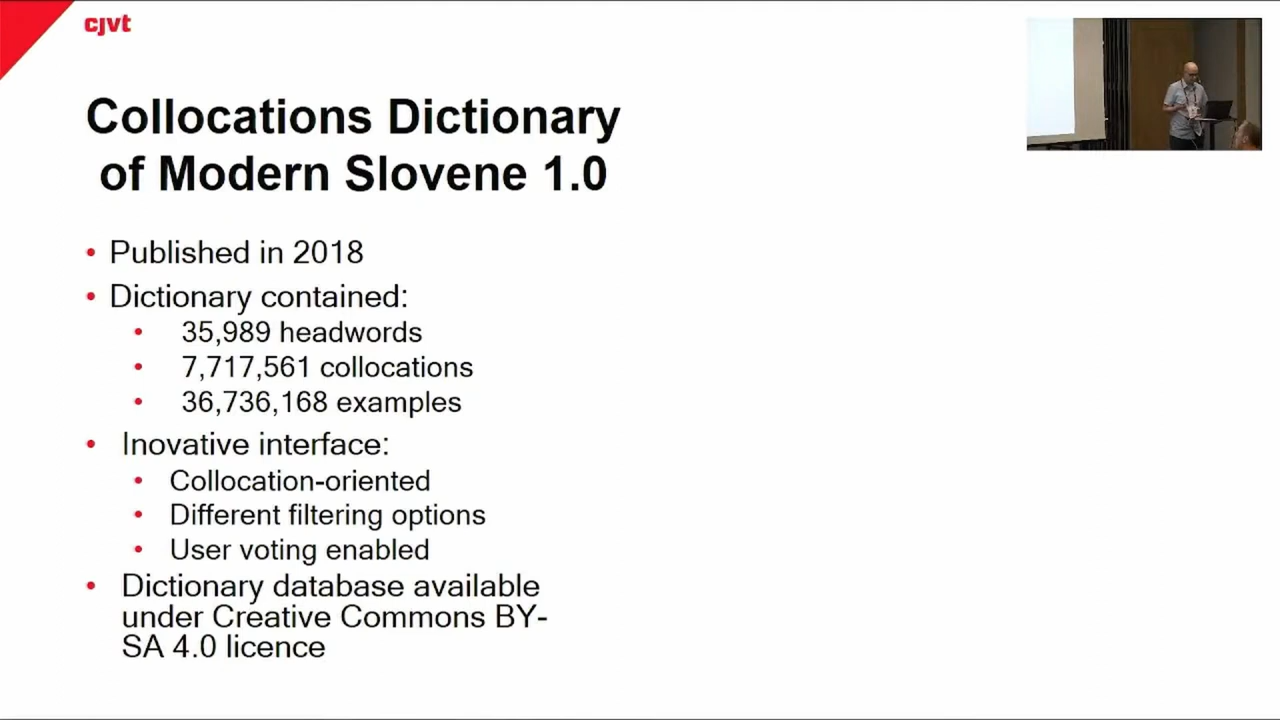 cjvt
Collocations Dictionary
of Modern Slovene 1.0
• Published in 2018
• Dictionary contained:
• 35,989 headwords
• 7,717,561 collocations
• 36,736,168 examples
• Inovative interface:
• Collocation-oriented
• Different filtering options
• User voting enabled
• Dictionary database available
under Creative Commons BY-
SA 4.0 licence